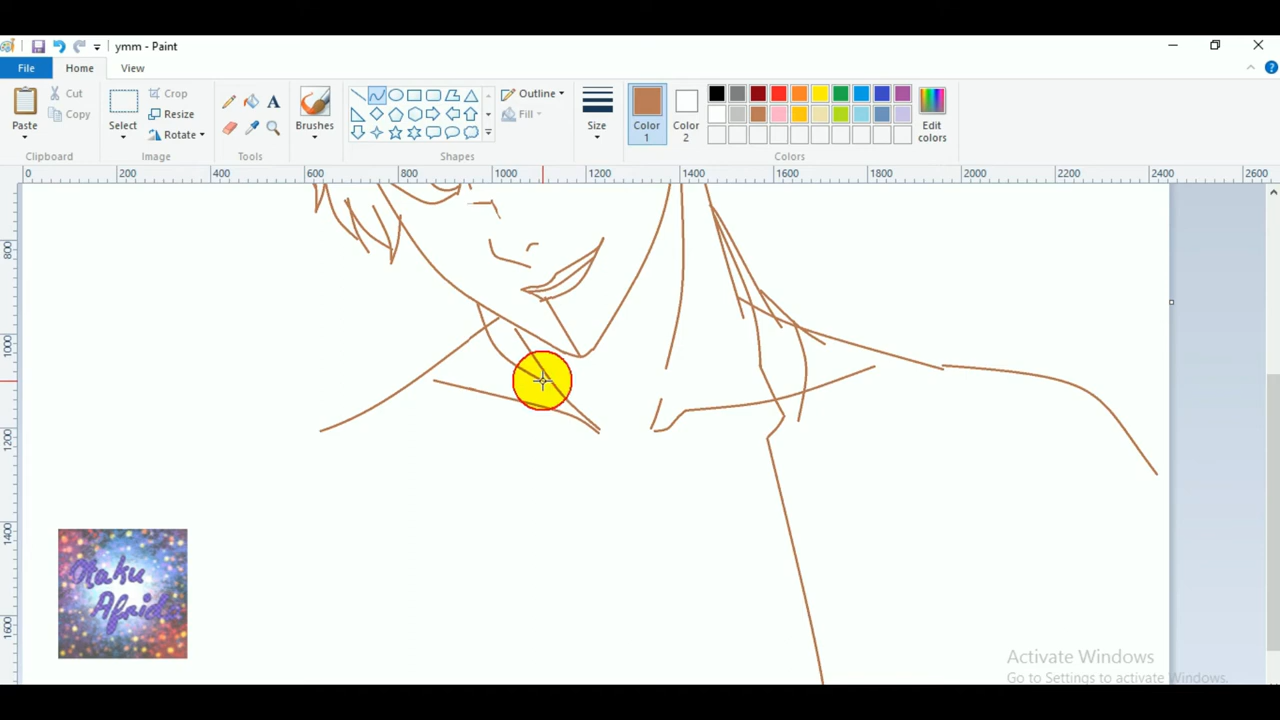 ymm - Paint
File Home View
Paste
Cut
Copy
Clipboard
Select
Crop
Resize
Rotate
Image
A
Tools
Brushes
Shapes
Outline
Fill
Size
Color 1
Color 2
Edit colors
Colors
0 200 400 600 800 1000 1200 1400 1600 1800 2000 2200 2400 2600
800
1000
1200
1400
1600
Otaku
Afrida
Activate Windows
Go to Settings to activate Windows.